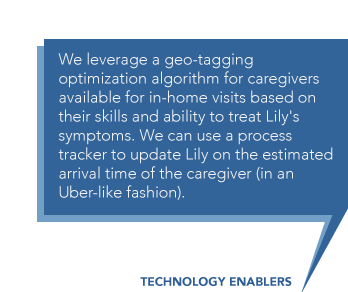 We leverage a geo-tagging
optimization algorithm for caregivers
available for in-home visits based on
their skills and ability to treat Lily's
symptoms. We can use a process
tracker to update Lily on the estimated
arrival time of the caregiver (in an
Uber-like fashion).
TECHNOLOGY ENABLERS